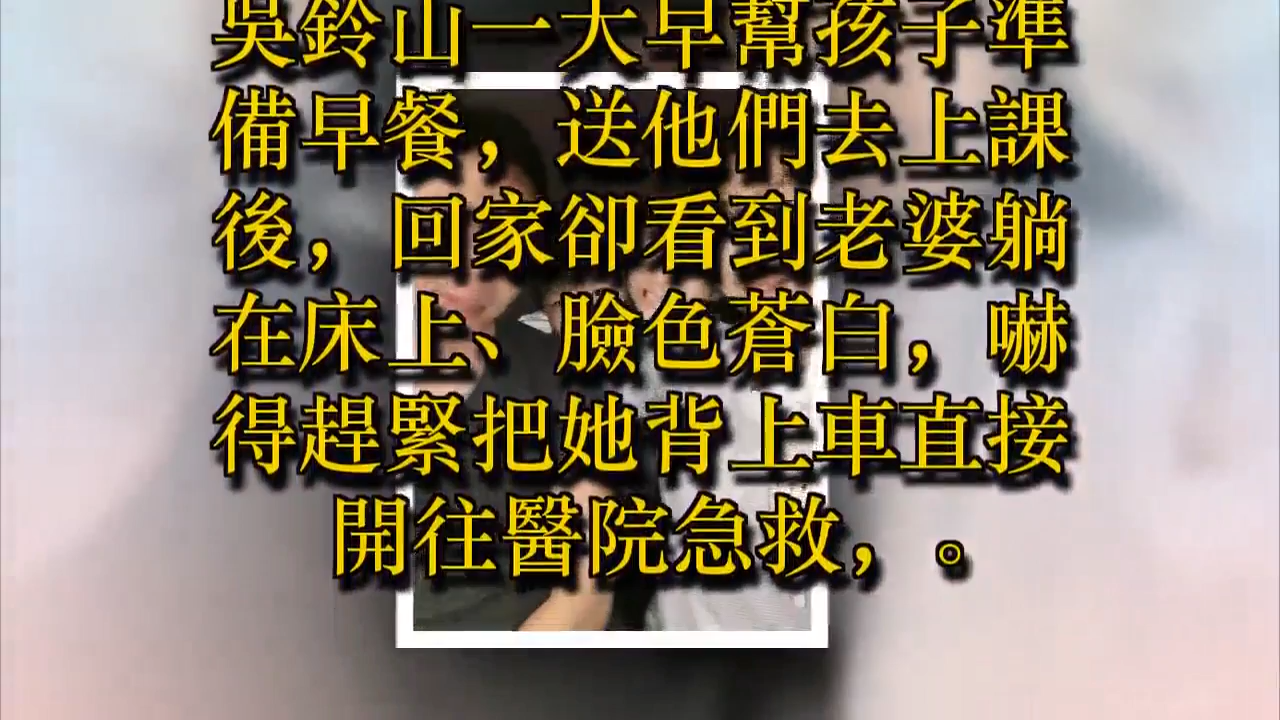 吳鈴山一大早幫孩子準
備早餐，送他們去上課
後，回家卻看到老婆躺
在床上、臉色蒼白，嚇
得趕緊把她背上車直接
開往醫院急救，。